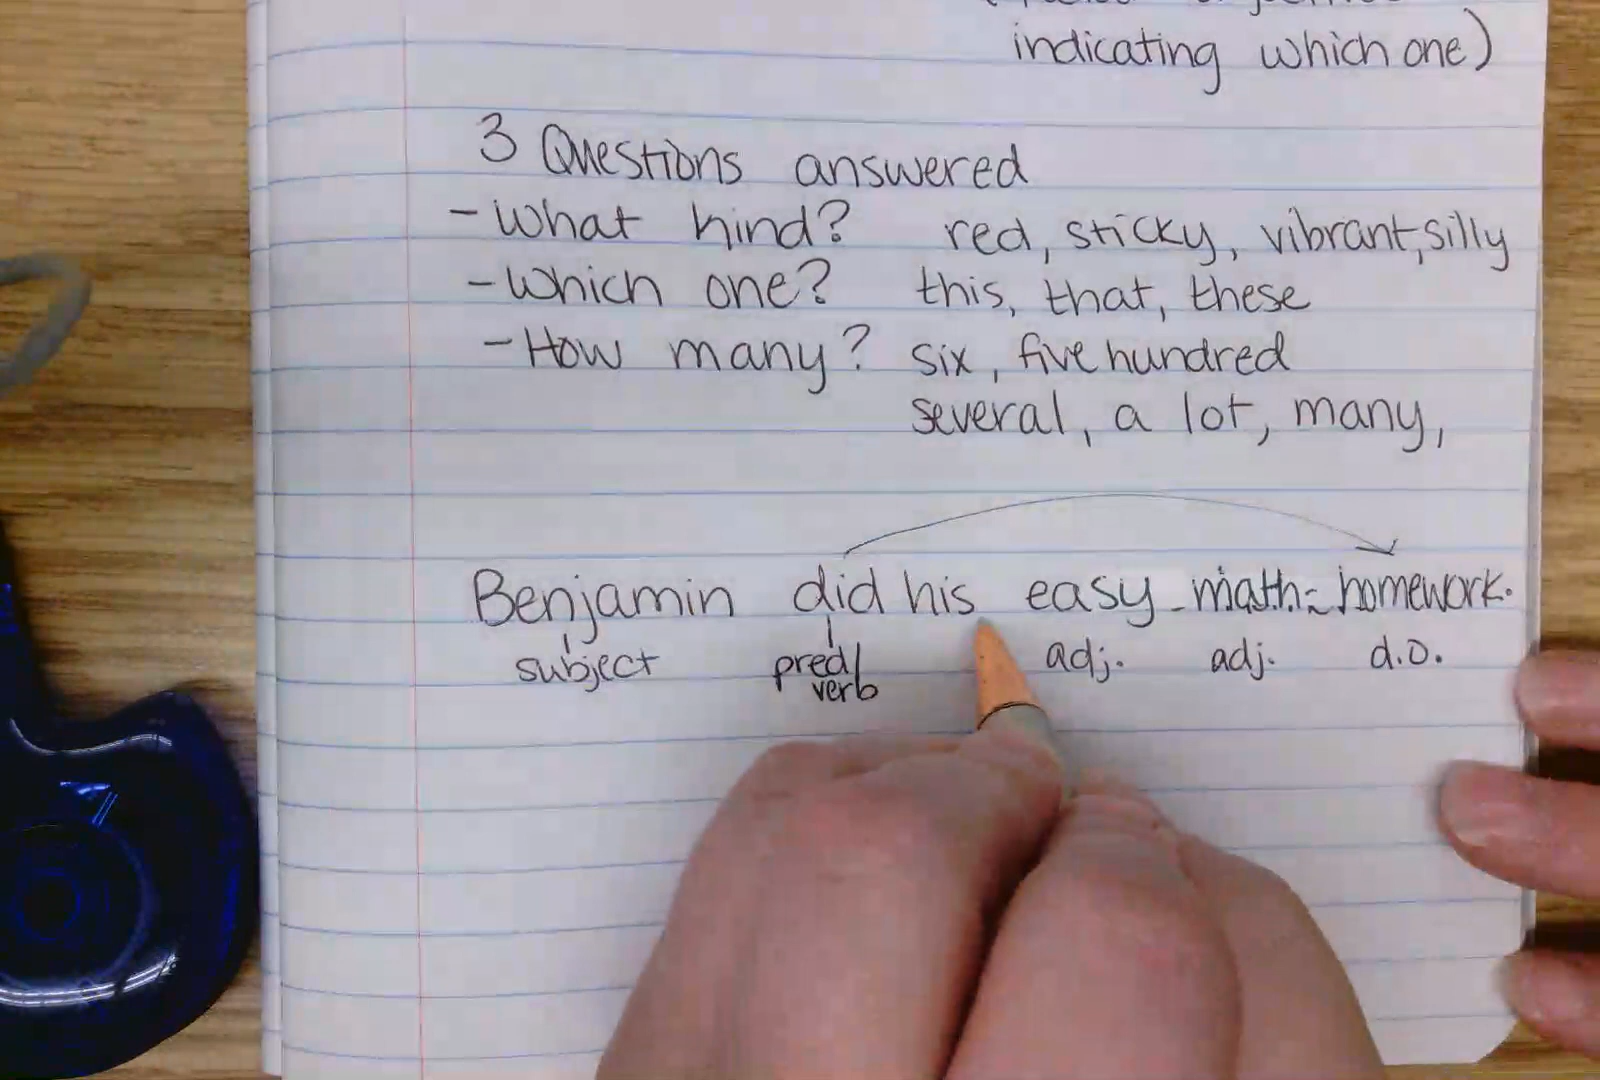 indicating which one)
3 Questions answered
- What kind? red, sticky, vibrant, silly
- Which one? this, that, these
- How many? six, five hundred
several, a lot, many,
Benjamin did his easy math homework.
subject pred/ adj. adj. d.o.
verb